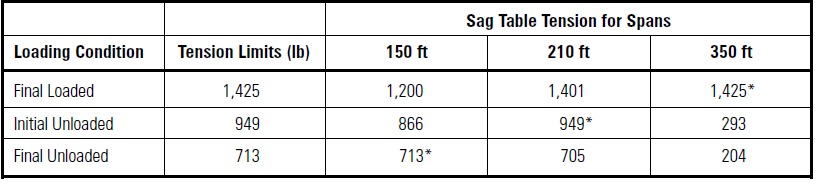 Sag Table Tension for Spans
Loading Condition Tension Limits (lb) 150 ft 210 ft 350 ft
Final Loaded 1,425 1,200 1,401 1,425*
Initial Unloaded 949 866 949* 293
Final Unloaded 713 713* 705 204